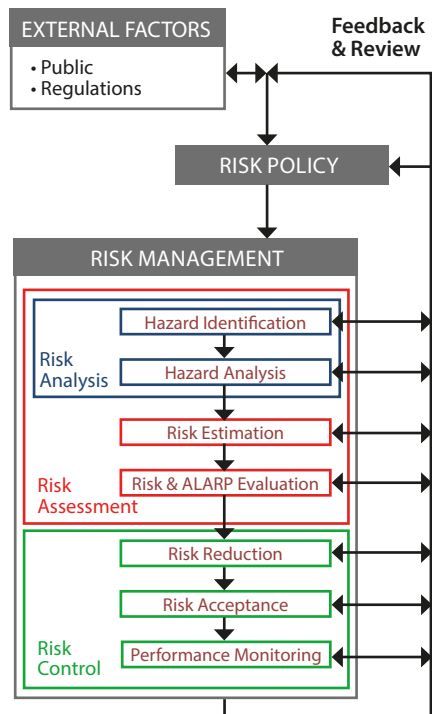 EXTERNAL FACTORS
• Public
• Regulations
Feedback
& Review
RISK POLICY
RISK MANAGEMENT
Hazard Identification
Risk
Analysis
Hazard Analysis
Risk Estimation
Risk & ALARP Evaluation
Risk
Assessment
Risk Reduction
Risk Acceptance
Performance Monitoring
Risk
Control